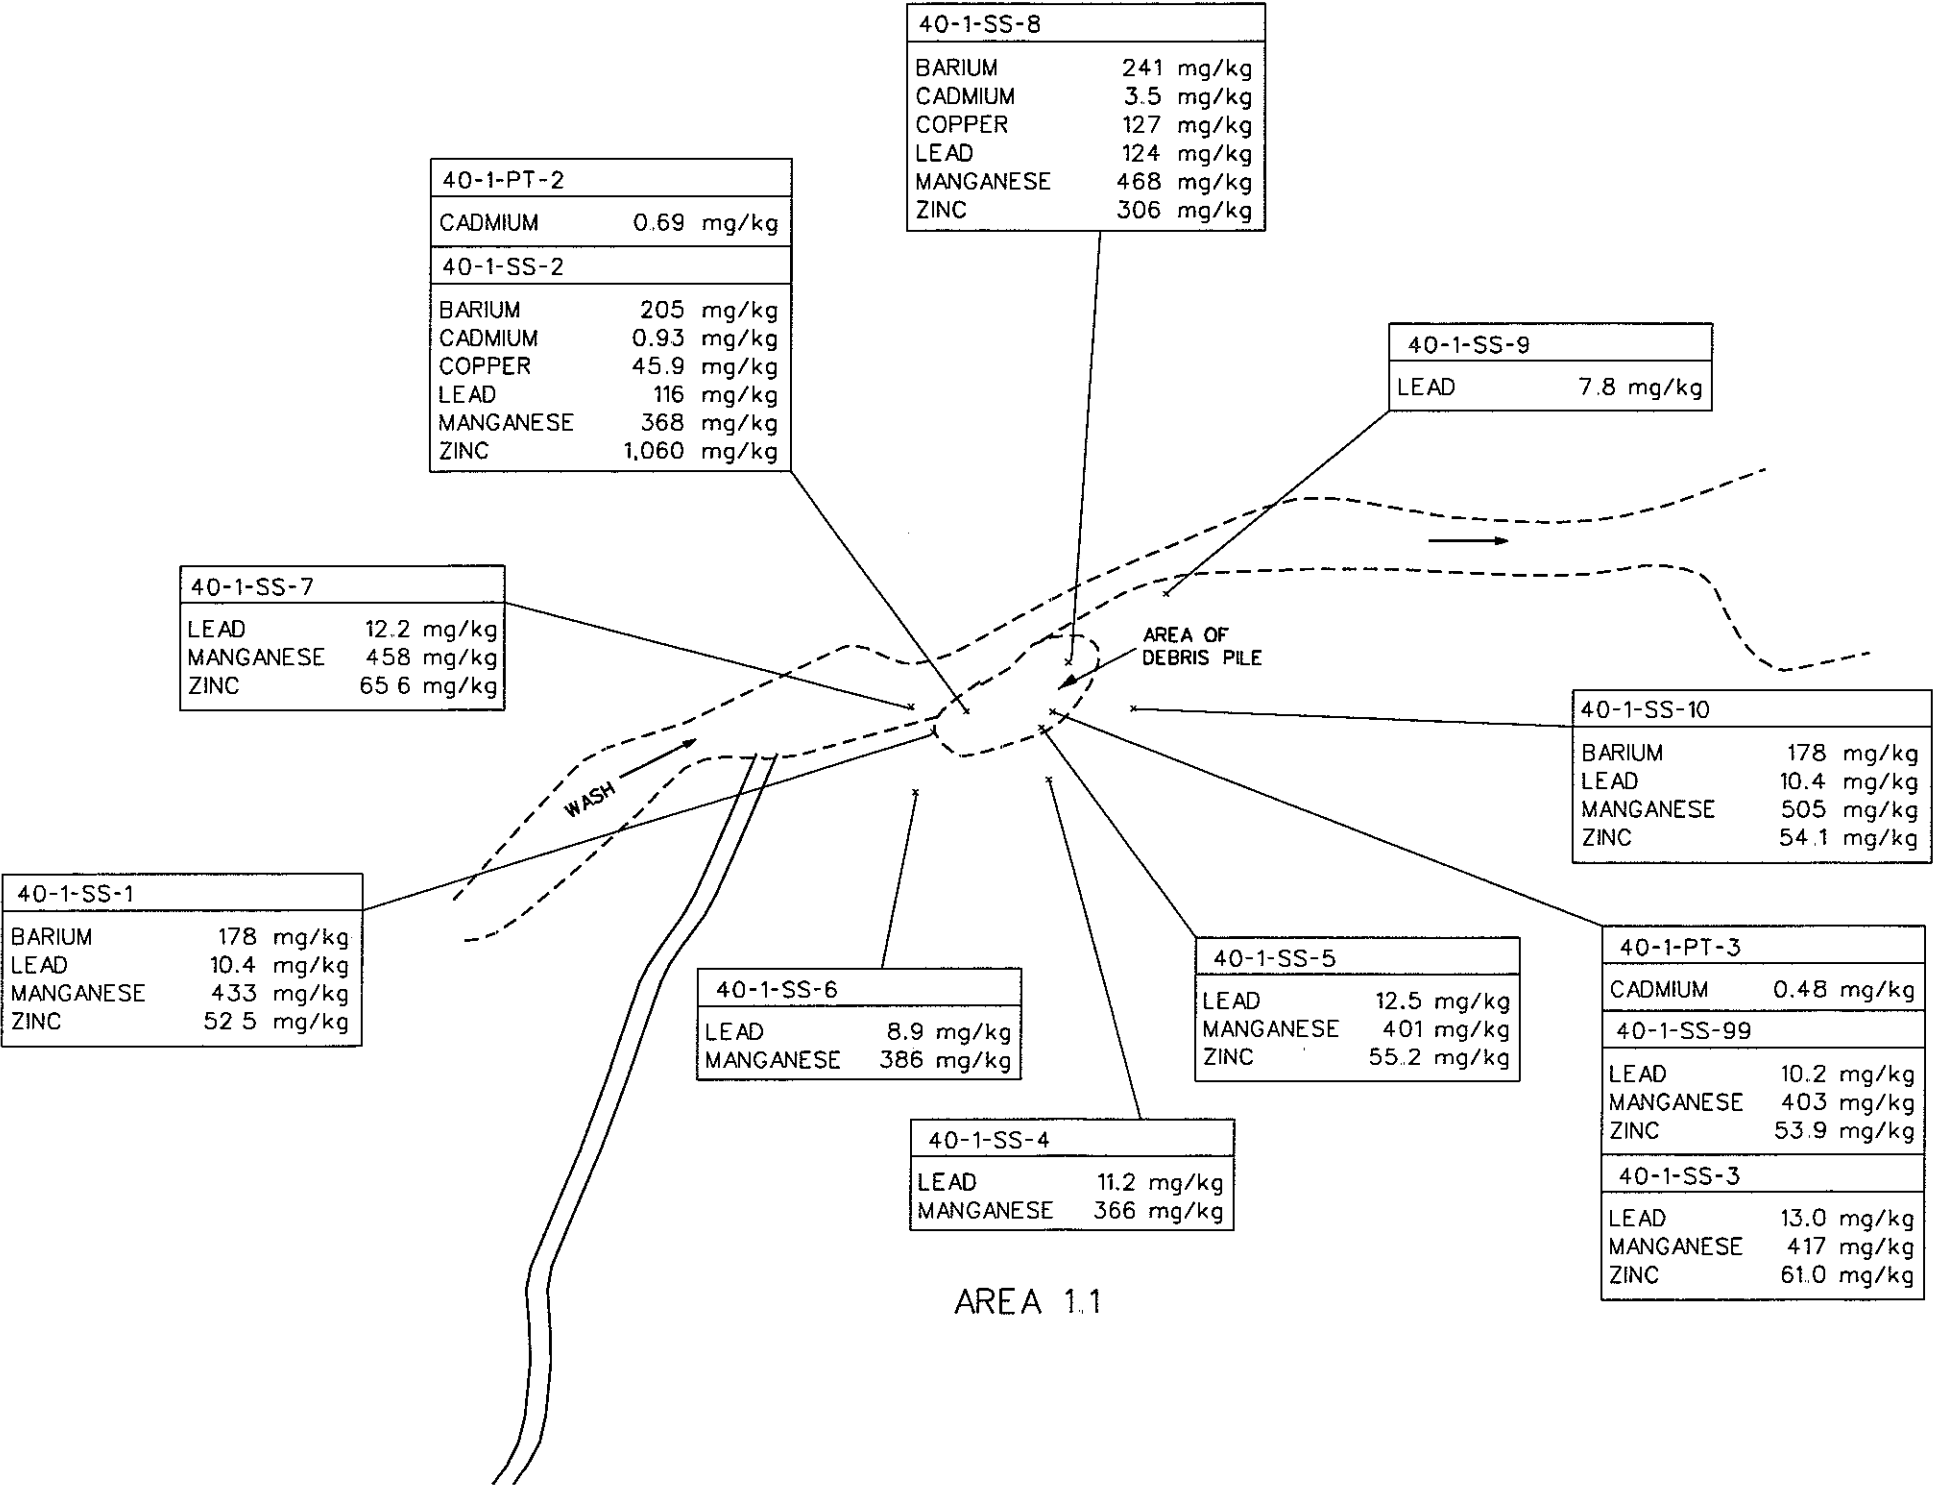 40-1-SS-8
BARIUM 241 mg/kg
CADMIUM 3.5 mg/kg
COPPER 127 mg/kg
LEAD 124 mg/kg
MANGANESE 468 mg/kg
ZINC 306 mg/kg
40-1-PT-2
CADMIUM 0.69 mg/kg
40-1-SS-2
BARIUM 205 mg/kg
CADMIUM 0.93 mg/kg
COPPER 45.9 mg/kg
LEAD 116 mg/kg
MANGANESE 368 mg/kg
ZINC 1,060 mg/kg
40-1-SS-9
LEAD 7.8 mg/kg
40-1-SS-7
LEAD 12.2 mg/kg
MANGANESE 458 mg/kg
ZINC 65 6 mg/kg
AREA OF
DEBRIS PILE
WASH
40-1-SS-10
BARIUM 178 mg/kg
LEAD 10.4 mg/kg
MANGANESE 505 mg/kg
ZINC 54.1 mg/kg
40-1-SS-1
BARIUM 178 mg/kg
LEAD 10.4 mg/kg
MANGANESE 433 mg/kg
ZINC 52 5 mg/kg
40-1-SS-6
LEAD 8.9 mg/kg
MANGANESE 386 mg/kg
40-1-SS-5
LEAD 12.5 mg/kg
MANGANESE 401 mg/kg
ZINC 55.2 mg/kg
40-1-SS-4
LEAD 11.2 mg/kg
MANGANESE 366 mg/kg
40-1-PT-3
CADMIUM 0.48 mg/kg
40-1-SS-99
LEAD 10.2 mg/kg
MANGANESE 403 mg/kg
ZINC 53.9 mg/kg
40-1-SS-3
LEAD 13.0 mg/kg
MANGANESE 417 mg/kg
ZINC 61.0 mg/kg
AREA 1.1